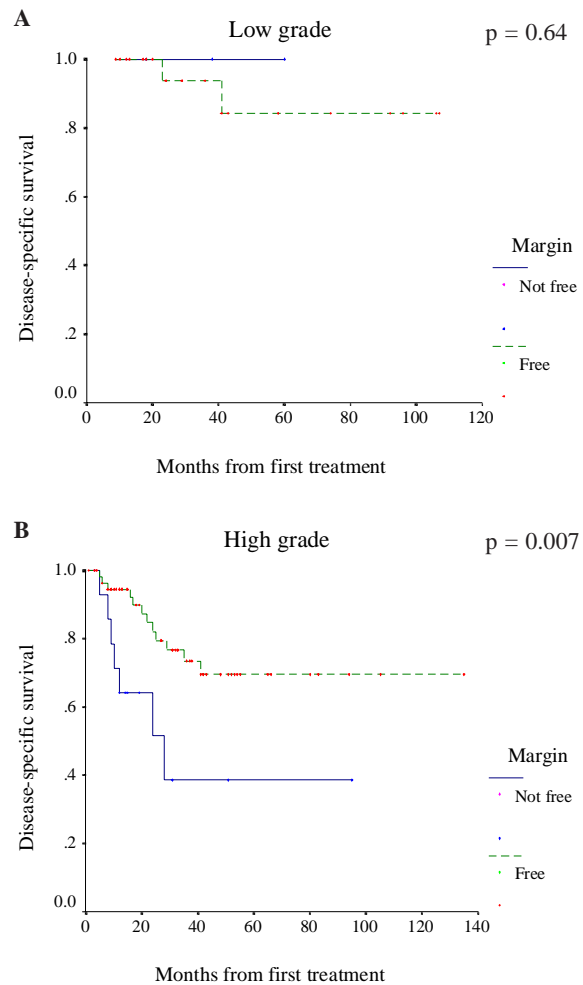 A
Low grade
p = 0.64
1.0
.8
.6
.4
.2
0.0
Disease-specific survival
0 20 40 60 80 100 120
Months from first treatment
Margin
Not free
Free
B
High grade
p = 0.007
1.0
.8
.6
.4
.2
0.0
Disease-specific survival
0 20 40 60 80 100 120 140
Months from first treatment
Margin
Not free
Free